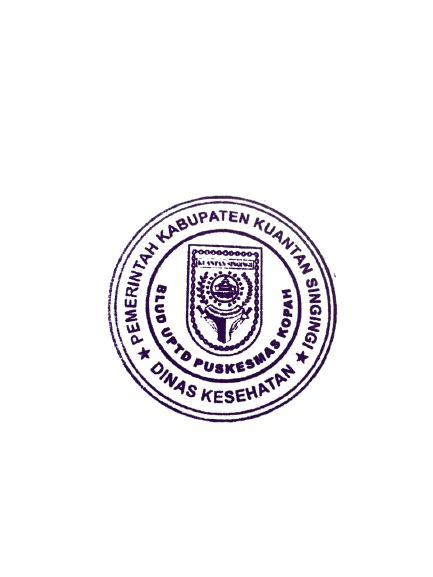 PEMERINTAH KABUPATEN KUANTAN SINGINGI
KUANTAN SINGINGI
BLUD UPTD PUSKESMAS KOPAH
★ DINAS KESEHATAN ★